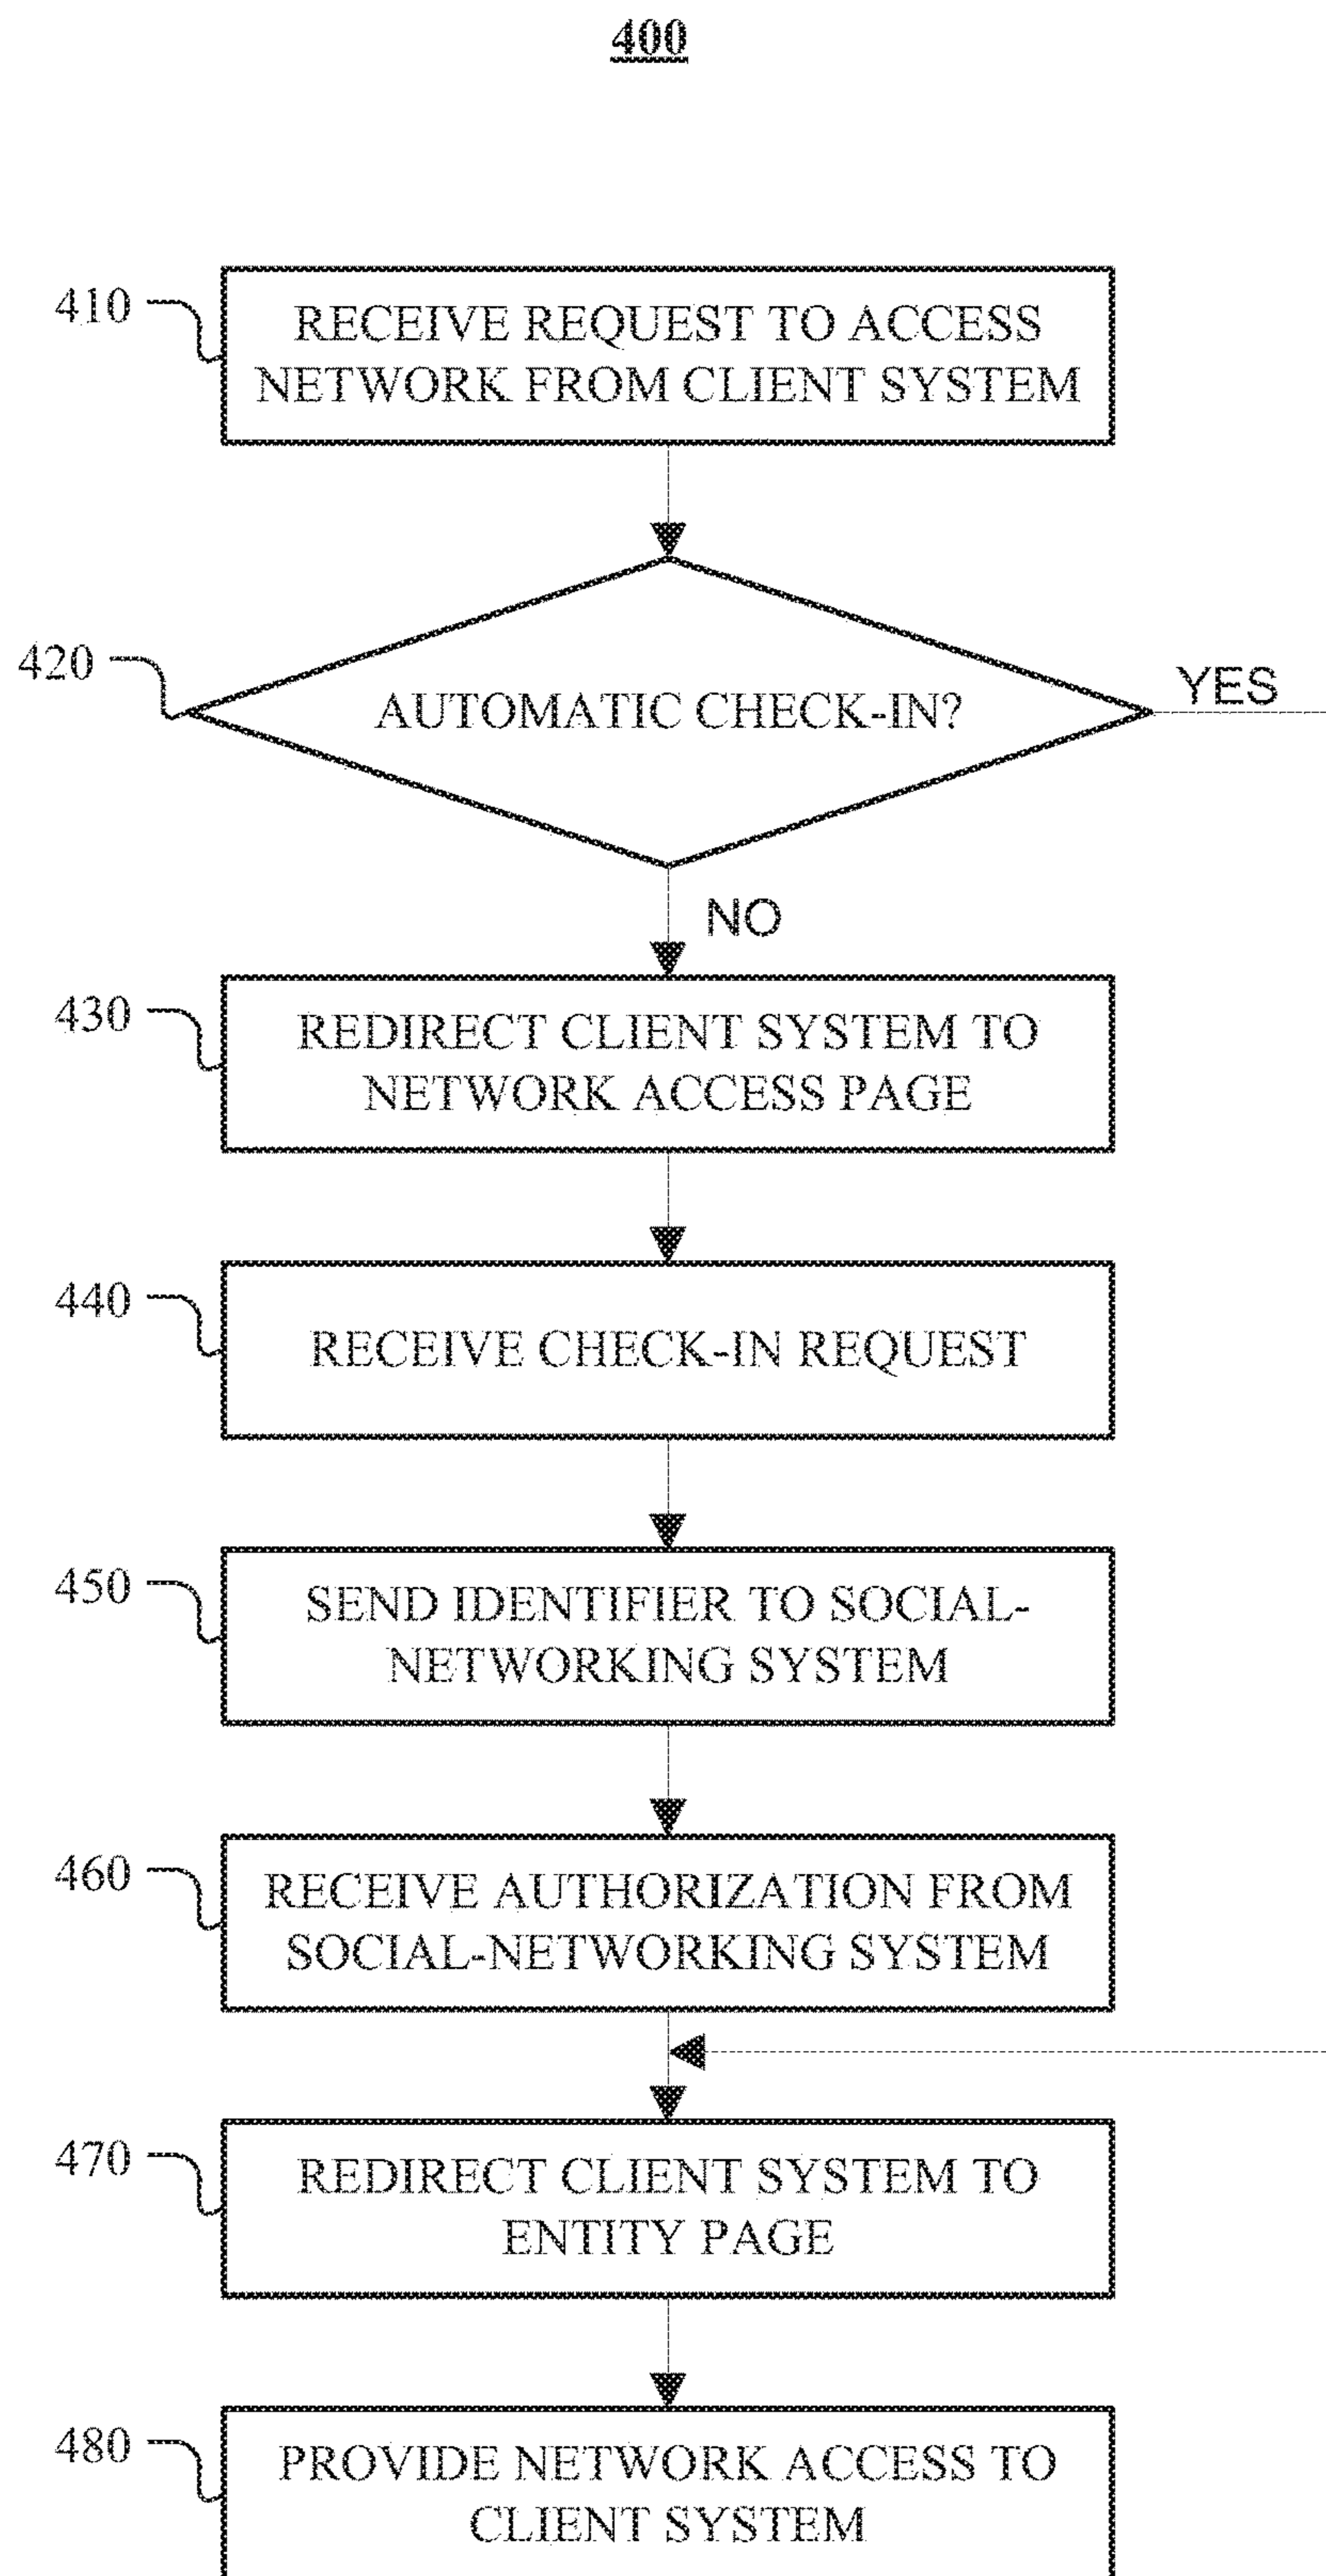 400
410
RECEIVE REQUEST TO ACCESS
NETWORK FROM CLIENT SYSTEM
420
AUTOMATIC CHECK-IN?
YES
NO
430
REDIRECT CLIENT SYSTEM TO
NETWORK ACCESS PAGE
440
RECEIVE CHECK-IN REQUEST
450
SEND IDENTIFIER TO SOCIAL-
NETWORKING SYSTEM
460
RECEIVE AUTHORIZATION FROM
SOCIAL-NETWORKING SYSTEM
470
REDIRECT CLIENT SYSTEM TO
ENTITY PAGE
480
PROVIDE NETWORK ACCESS TO
CLIENT SYSTEM